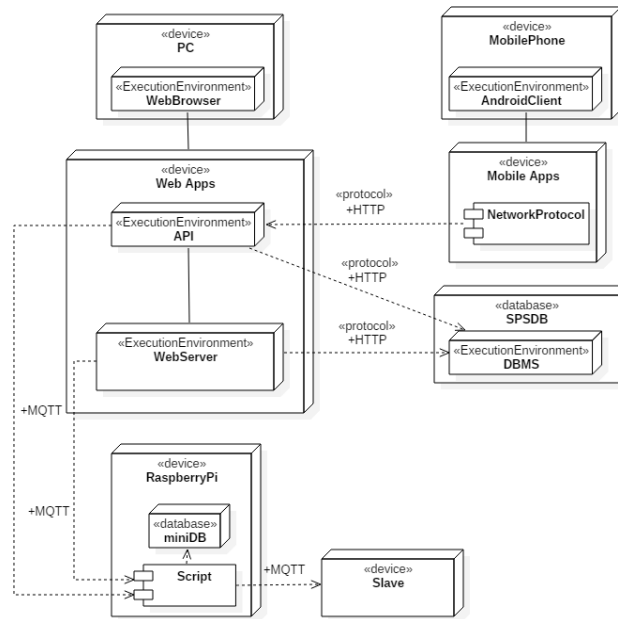 «device»
PC
«ExecutionEnvironment»
WebBrowser
«device»
MobilePhone
«ExecutionEnvironment»
AndroidClient
«device»
Web Apps
«ExecutionEnvironment»
API
«protocol»
+HTTP
«device»
Mobile Apps
NetworkProtocol
«protocol»
+HTTP
«ExecutionEnvironment»
WebServer
«protocol»
+HTTP
«database»
SPSDB
«ExecutionEnvironment»
DBMS
+MQTT
+MQTT
«device»
RaspberryPi
«database»
miniDB
Script
+MQTT
«device»
Slave